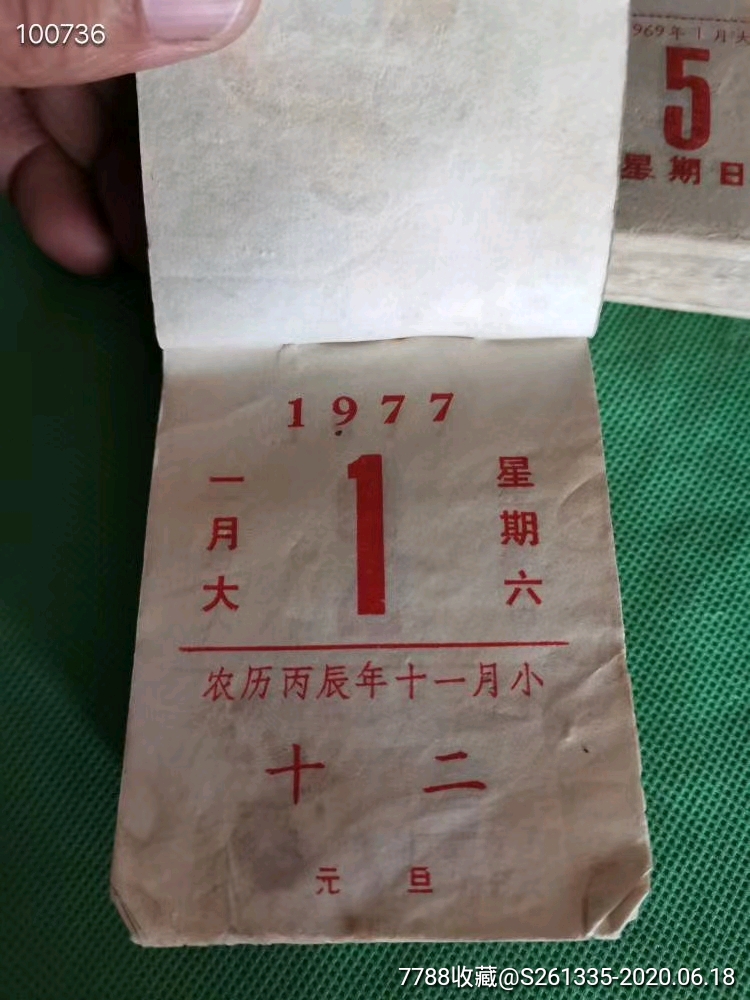 100736
969年1月大
5
星期日
1977
一月大
1
星期六
农历丙辰年十一月小
十二
元旦
7788收藏@S261335-2020.06.18